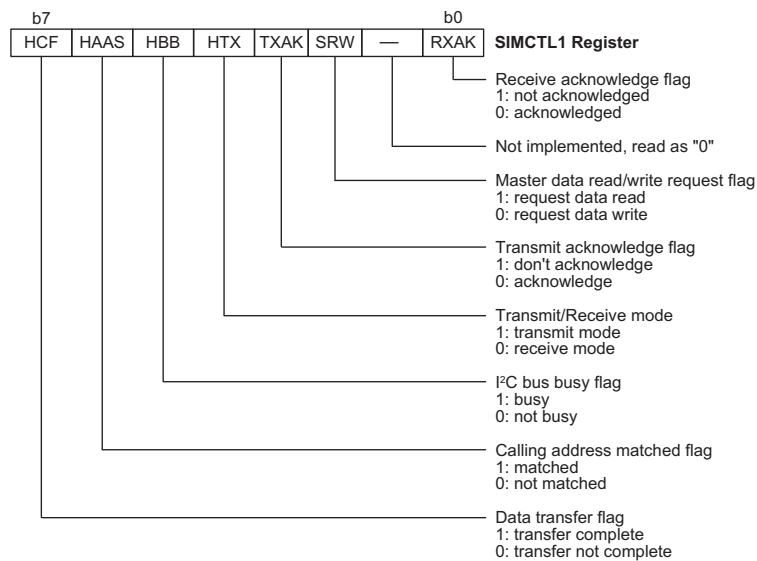 b7 b0
HCF HAAS HBB HTX TXAK SRW — RXAK SIMCTL1 Register
Receive acknowledge flag
1: not acknowledged
0: acknowledged
Not implemented, read as "0"
Master data read/write request flag
1: request data read
0: request data write
Transmit acknowledge flag
1: don't acknowledge
0: acknowledge
Transmit/Receive mode
1: transmit mode
0: receive mode
I²C bus busy flag
1: busy
0: not busy
Calling address matched flag
1: matched
0: not matched
Data transfer flag
1: transfer complete
0: transfer not complete